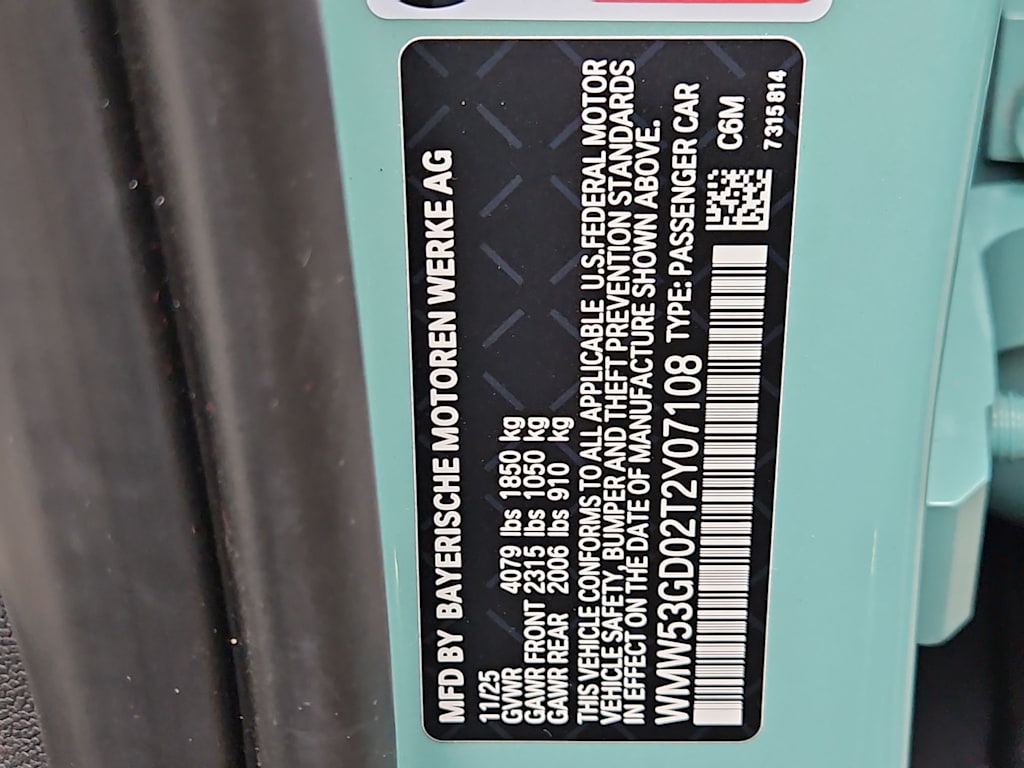 MFD BY BAYERISCHE MOTOREN WERKE AG
11/25
GVWR 4079 lbs 1850 kg
GAWR FRONT 2315 lbs 1050 kg
GAWR REAR 2006 lbs 910 kg
THIS VEHICLE CONFORMS TO ALL APPLICABLE U.S.FEDERAL MOTOR
VEHICLE SAFETY, BUMPER AND THEFT PREVENTION STANDARDS
IN EFFECT ON THE DATE OF MANUFACTURE SHOWN ABOVE.
WMW53GD02T2Y07108 TYPE: PASSENGER CAR
C6M
7315814